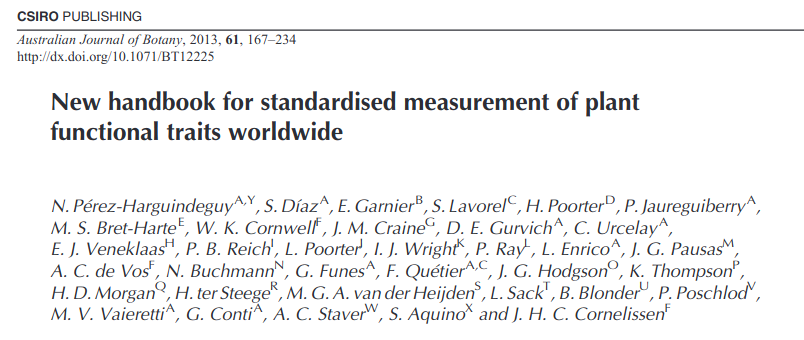 CSIRO PUBLISHING
Australian Journal of Botany, 2013, 61, 167–234
http://dx.doi.org/10.1071/BT12225
New handbook for standardised measurement of plant
functional traits worldwide
N. Pérez-Harguindeguy^A,Y, S. Díaz^A, E. Garnier^B, S. Lavorel^C, H. Poorter^D, P. Jaureguiberry^A,
M. S. Bret-Harte^E, W. K. Cornwell^F, J. M. Craine^G, D. E. Gurvich^A, C. Urcelay^A,
E. J. Veneklaas^H, P. B. Reich^I, L. Poorter^J, I. J. Wright^K, P. Ray^L, L. Enrico^A, J. G. Pausas^M,
A. C. de Vos^F, N. Buchmann^N, G. Funes^A, F. Quétier^A,C, J. G. Hodgson^O, K. Thompson^P,
H. D. Morgan^Q, H. ter Steege^R, M. G. A. van der Heijden^S, L. Sack^T, B. Blonder^U, P. Poschlod^V,
M. V. Vaieretti^A, G. Conti^A, A. C. Staver^W, S. Aquino^X and J. H. C. Cornelissen^F